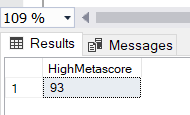 109 %
Results Messages
HighMetascore
1 93